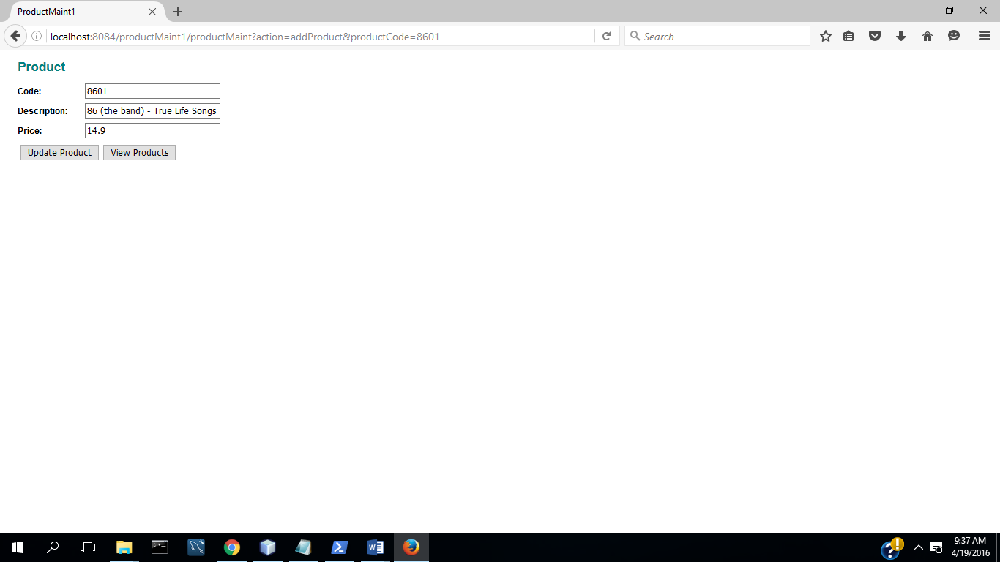 ProductMaint1
localhost:8084/productMaint1/productMaint?action=addProduct&productCode=8601
Search
Product
Code: 8601
Description: 86 (the band) - True Life Songs
Price: 14.9
Update Product View Products
9:37 AM
4/19/2016